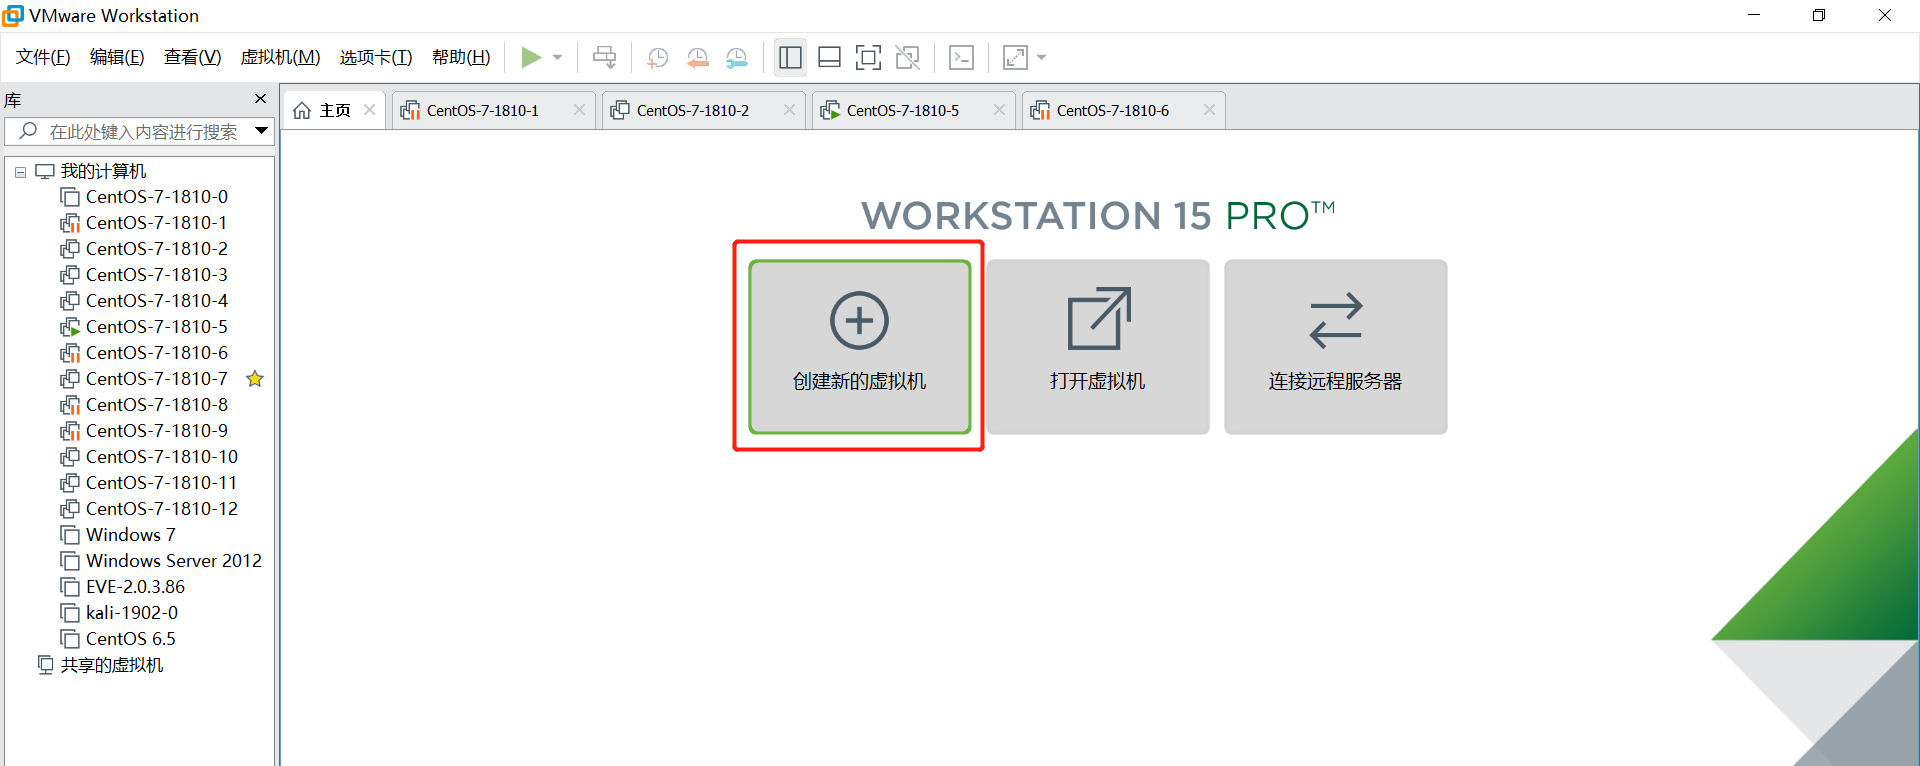 VMware Workstation
文件(F) 编辑(E) 查看(V) 虚拟机(M) 选项卡(T) 帮助(H)
库
在此处键入内容进行搜索
我的计算机
CentOS-7-1810-0
CentOS-7-1810-1
CentOS-7-1810-2
CentOS-7-1810-3
CentOS-7-1810-4
CentOS-7-1810-5
CentOS-7-1810-6
CentOS-7-1810-7
CentOS-7-1810-8
CentOS-7-1810-9
CentOS-7-1810-10
CentOS-7-1810-11
CentOS-7-1810-12
Windows 7
Windows Server 2012
EVE-2.0.3.86
kali-1902-0
CentOS 6.5
共享的虚拟机
主页 CentOS-7-1810-1 CentOS-7-1810-2 CentOS-7-1810-5 CentOS-7-1810-6
WORKSTATION 15 PRO™
创建新的虚拟机 打开虚拟机 连接远程服务器